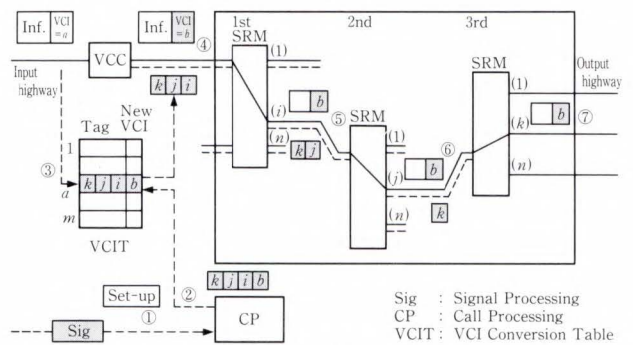 Inf. VCI =a
Inf. VCI =b
④
1st SRM
2nd
3rd
VCC
SRM
Input highway
Output highway
(1)
(1)
k j i
(i)
b
⑤
SRM
(k)
b
⑦
New VCI
Tag
(n)
k j
(1)
⑥
(n)
1
③
b
(j)
a
k j i b
k
m
(n)
VCIT
k j i b
Set-up
②
①
Sig
CP
Sig : Signal Processing
CP : Call Processing
VCIT : VCI Conversion Table